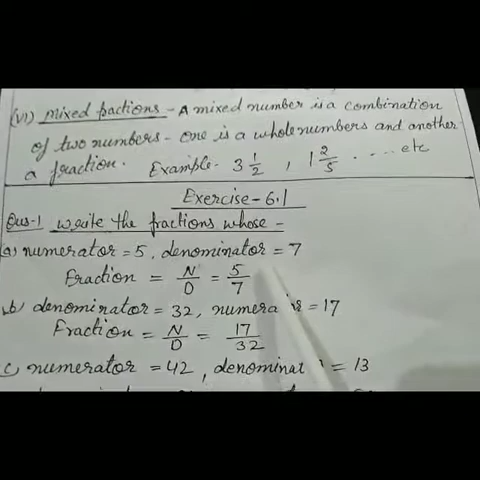 (VI) mixed fractions - A mixed number is a combination
of two numbers - one is a whole numbers and another
a fraction. Example - 3 1/2 , 1 2/5 .... etc
Exercise - 6.1
Ques-1 write the fractions whose -
(a) numerator = 5, denominator = 7
Fraction = N/D = 5/7
(b) denominator = 32, numera = 17
Fraction = N/D = 17/32
(c) numerator = 42, denominat = 13